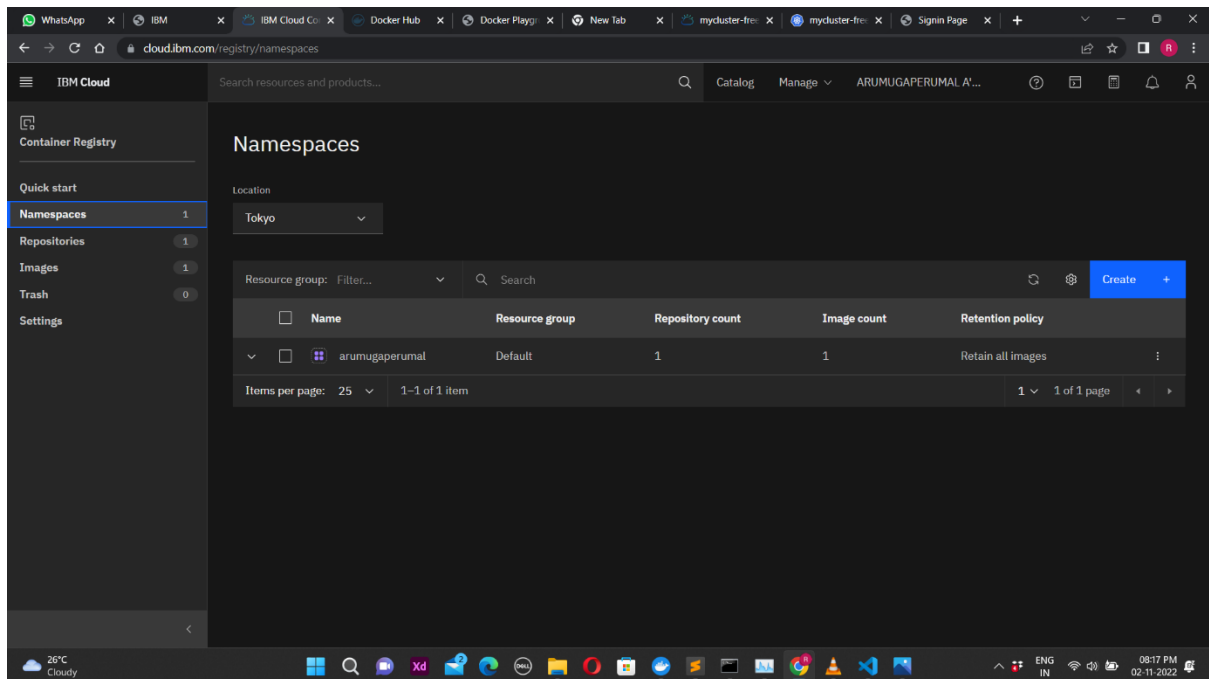 WhatsApp IBM IBM Cloud Co Docker Hub Docker Playgr New Tab mycluster-free mycluster-free Signin Page
cloud.ibm.com/registry/namespaces R
IBM Cloud Search resources and products... Catalog Manage ARUMUGAPERUMAL A'...
Container Registry
Namespaces
Quick start
Location
Namespaces 1
Tokyo
Repositories 1
Images 1
Resource group: Filter... Search Create +
Trash 0
Settings
Name Resource group Repository count Image count Retention policy
arumugaperumal Default 1 1 Retain all images
Items per page: 25 1–1 of 1 item 1 1 of 1 page
26°C
Cloudy
Xd 2 DELL R
ENG
IN
08:17 PM
02-11-2022